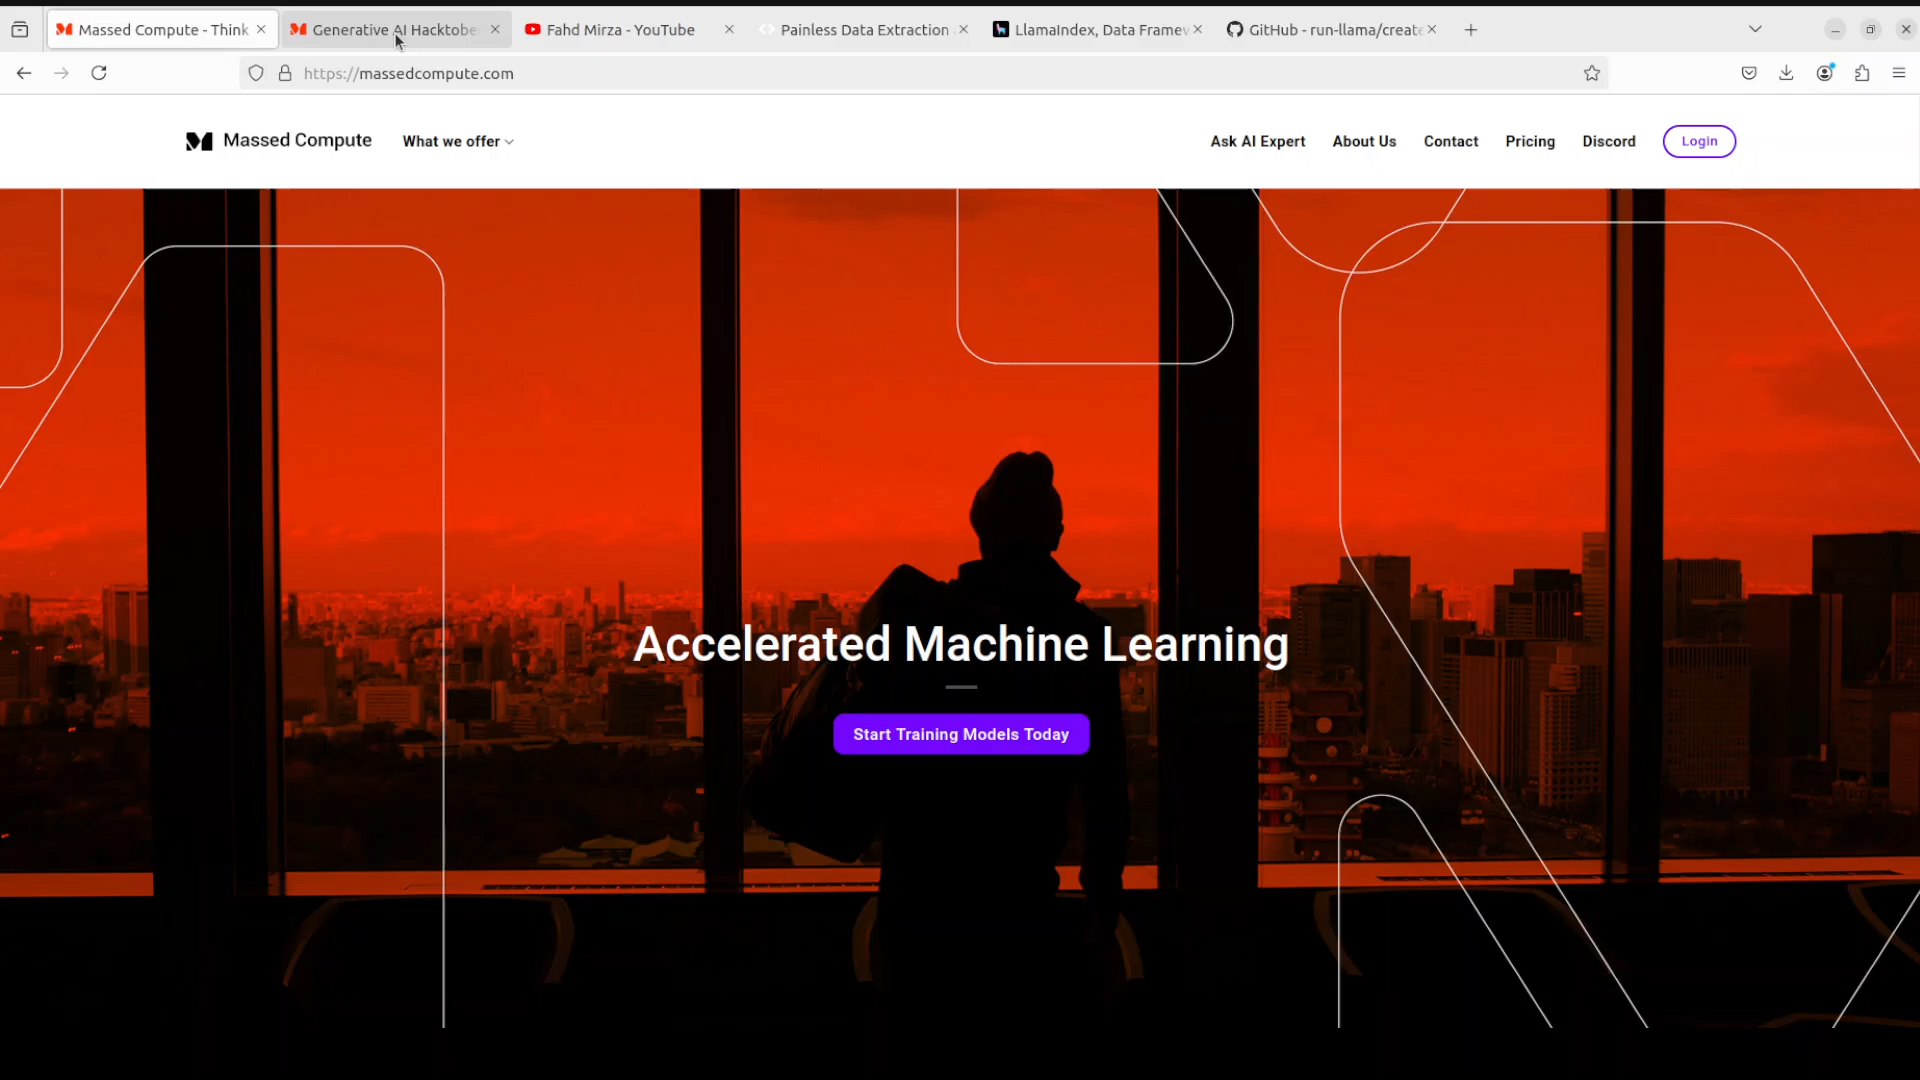 Massed Compute - Think
Generative AI Hacktobe
Fahd Mirza - YouTube
Painless Data Extraction
LlamaIndex, Data Framew
GitHub - run-llama/create
https://massedcompute.com
Massed Compute
What we offer
Ask AI Expert
About Us
Contact
Pricing
Discord
Login
Accelerated Machine Learning
Start Training Models Today